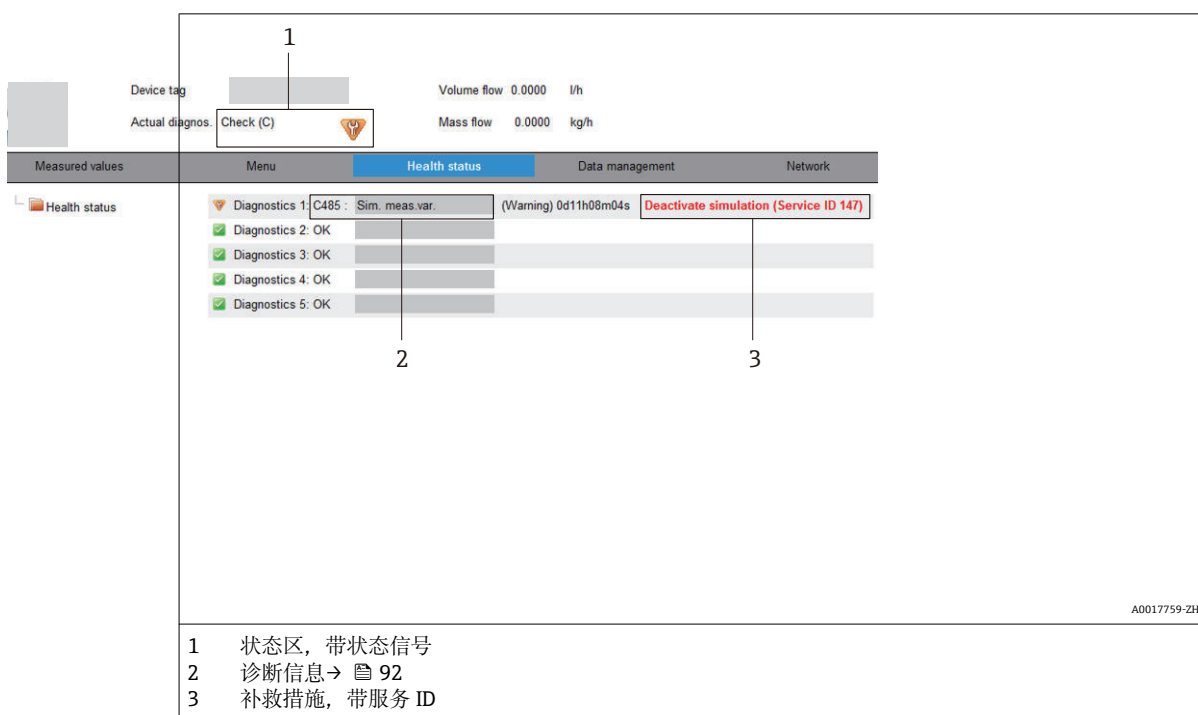 1
Device tag Volume flow 0.0000 l/h
Actual diagnos. Check (C) Mass flow 0.0000 kg/h
Measured values Menu Health status Data management Network
Health status
Diagnostics 1: C485 : Sim. meas.var. (Warning) 0d11h08m04s Deactivate simulation (Service ID 147)
Diagnostics 2: OK
Diagnostics 3: OK
Diagnostics 4: OK
Diagnostics 5: OK
2 3
A0017759-ZH
1 状态区，带状态信号
2 诊断信息→ 92
3 补救措施，带服务 ID